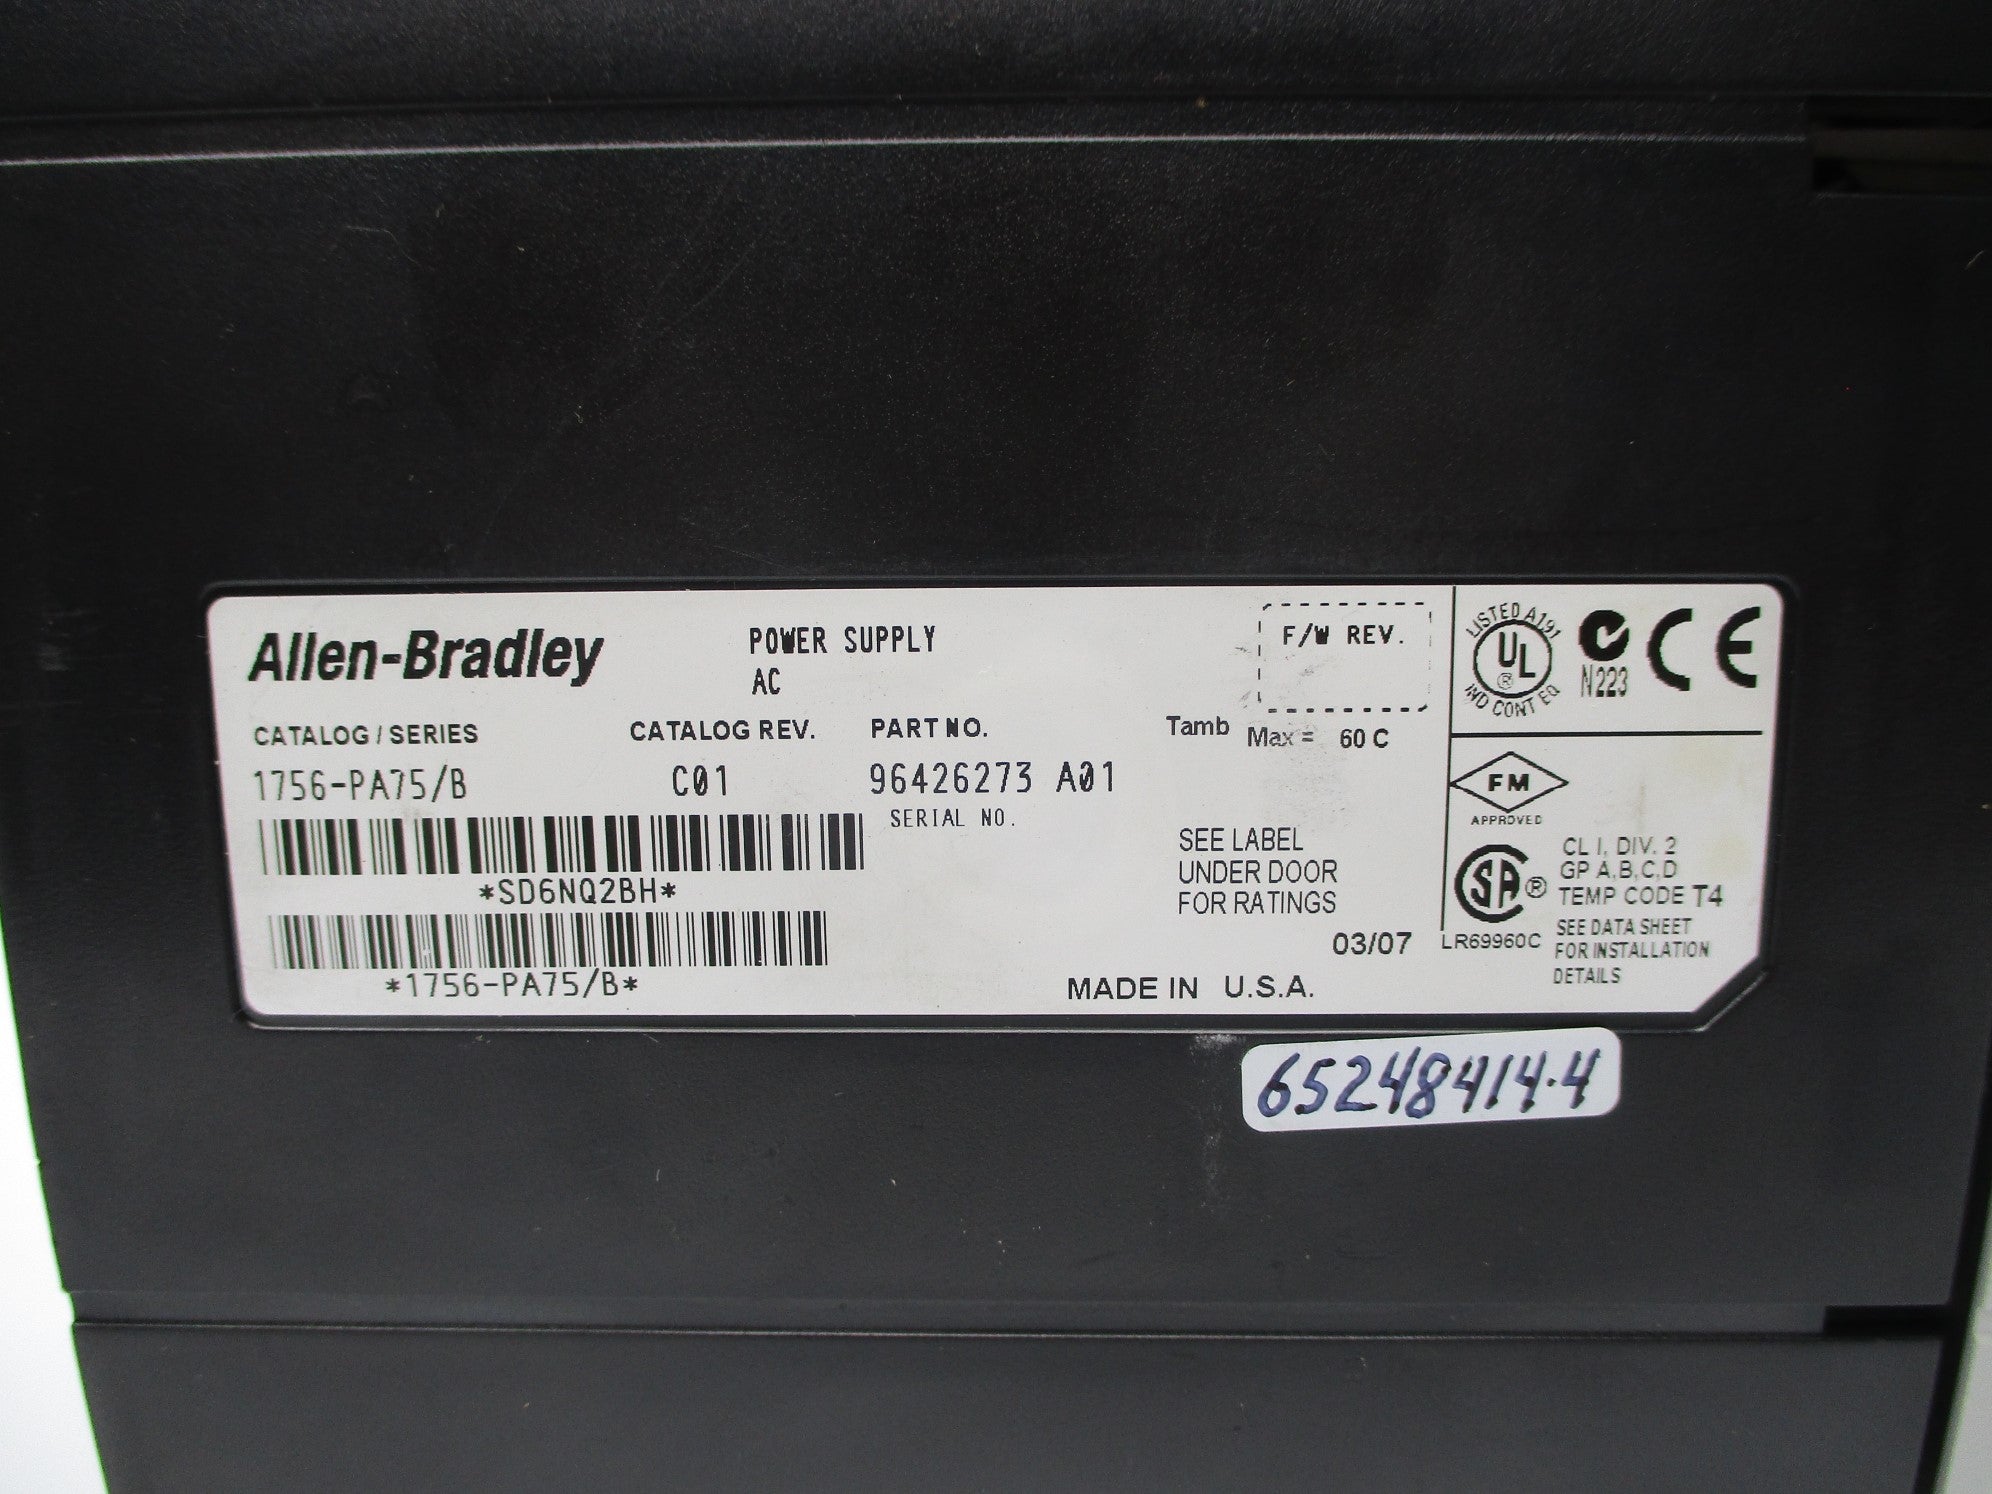 Allen-Bradley
POWER SUPPLY
AC
F/W REV.
CATALOG / SERIES
CATALOG REV.
PART NO.
Tamb Max = 60 C
1756-PA75/B
C01
96426273 A01
SERIAL NO.
*SD6NQ2BH*
*1756-PA75/B*
SEE LABEL
UNDER DOOR
FOR RATINGS
03/07
MADE IN U.S.A.
LISTED A191
UL
®
IND CONT EQ
N223
CE
FM
APPROVED
SA ®
LR69960C
CL I, DIV. 2
GP A,B,C,D
TEMP CODE T4
SEE DATA SHEET
FOR INSTALLATION
DETAILS
652484414-4